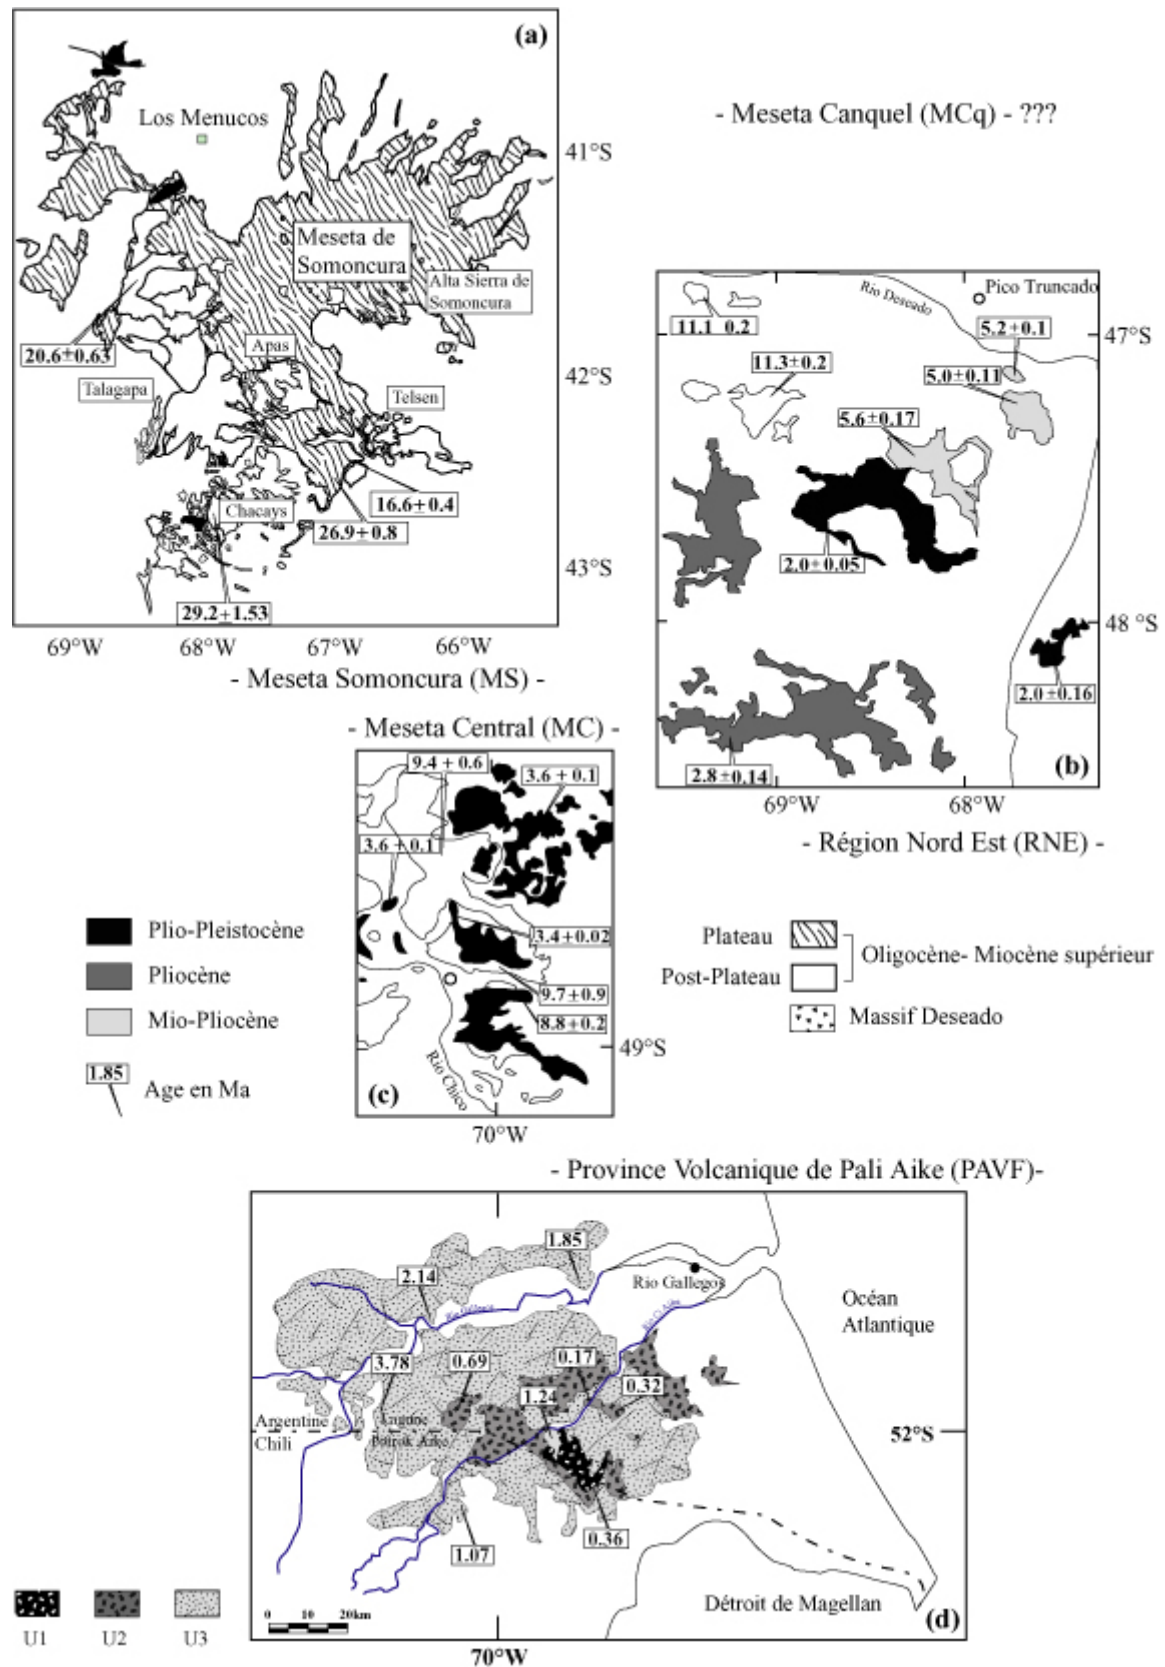 (a)
Los Menucos
41°S
Meseta de
Somoncura
Alta Sierra de
Somoncura
20.6±0.63
Apas
42°S
Talagapa
Telsen
16.6±0.4
Chacays
26.9±0.8
43°S
29.2±1.53
69°W
68°W
67°W
66°W
- Meseta Somoncura (MS) -
- Meseta Canquel (MCq) - ???
Rio Deseado
Pico Truncado
11.1 0.2
5.2±0.1
47°S
11.3±0.2
5.0±0.11
5.6±0.17
2.0±0.05
48 °S
2.0±0.16
2.8±0.14
(b)
69°W
68°W
- Région Nord Est (RNE) -
- Meseta Central (MC) -
9.4 + 0.6
3.6 + 0.1
3.6 + 0.1
3.4+0.02
9.7+0.9
8.8+0.2
49°S
Rio Chico
(c)
70°W
Plio-Pleistocène
Pliocène
Mio-Pliocène
1.85
Age en Ma
Plateau
Post-Plateau
Oligocène- Miocène supérieur
Massif Deseado
- Province Volcanique de Pali Aike (PAVF)-
1.85
2.14
Rio Gallegos
Rio Gallegos
Océan
Atlantique
3.78
0.69
0.17
0.32
1.24
Argentine
Chili
52°S
0.36
1.07
Détroit de Magellan
(d)
0 10 20km
70°W
U1
U2
U3